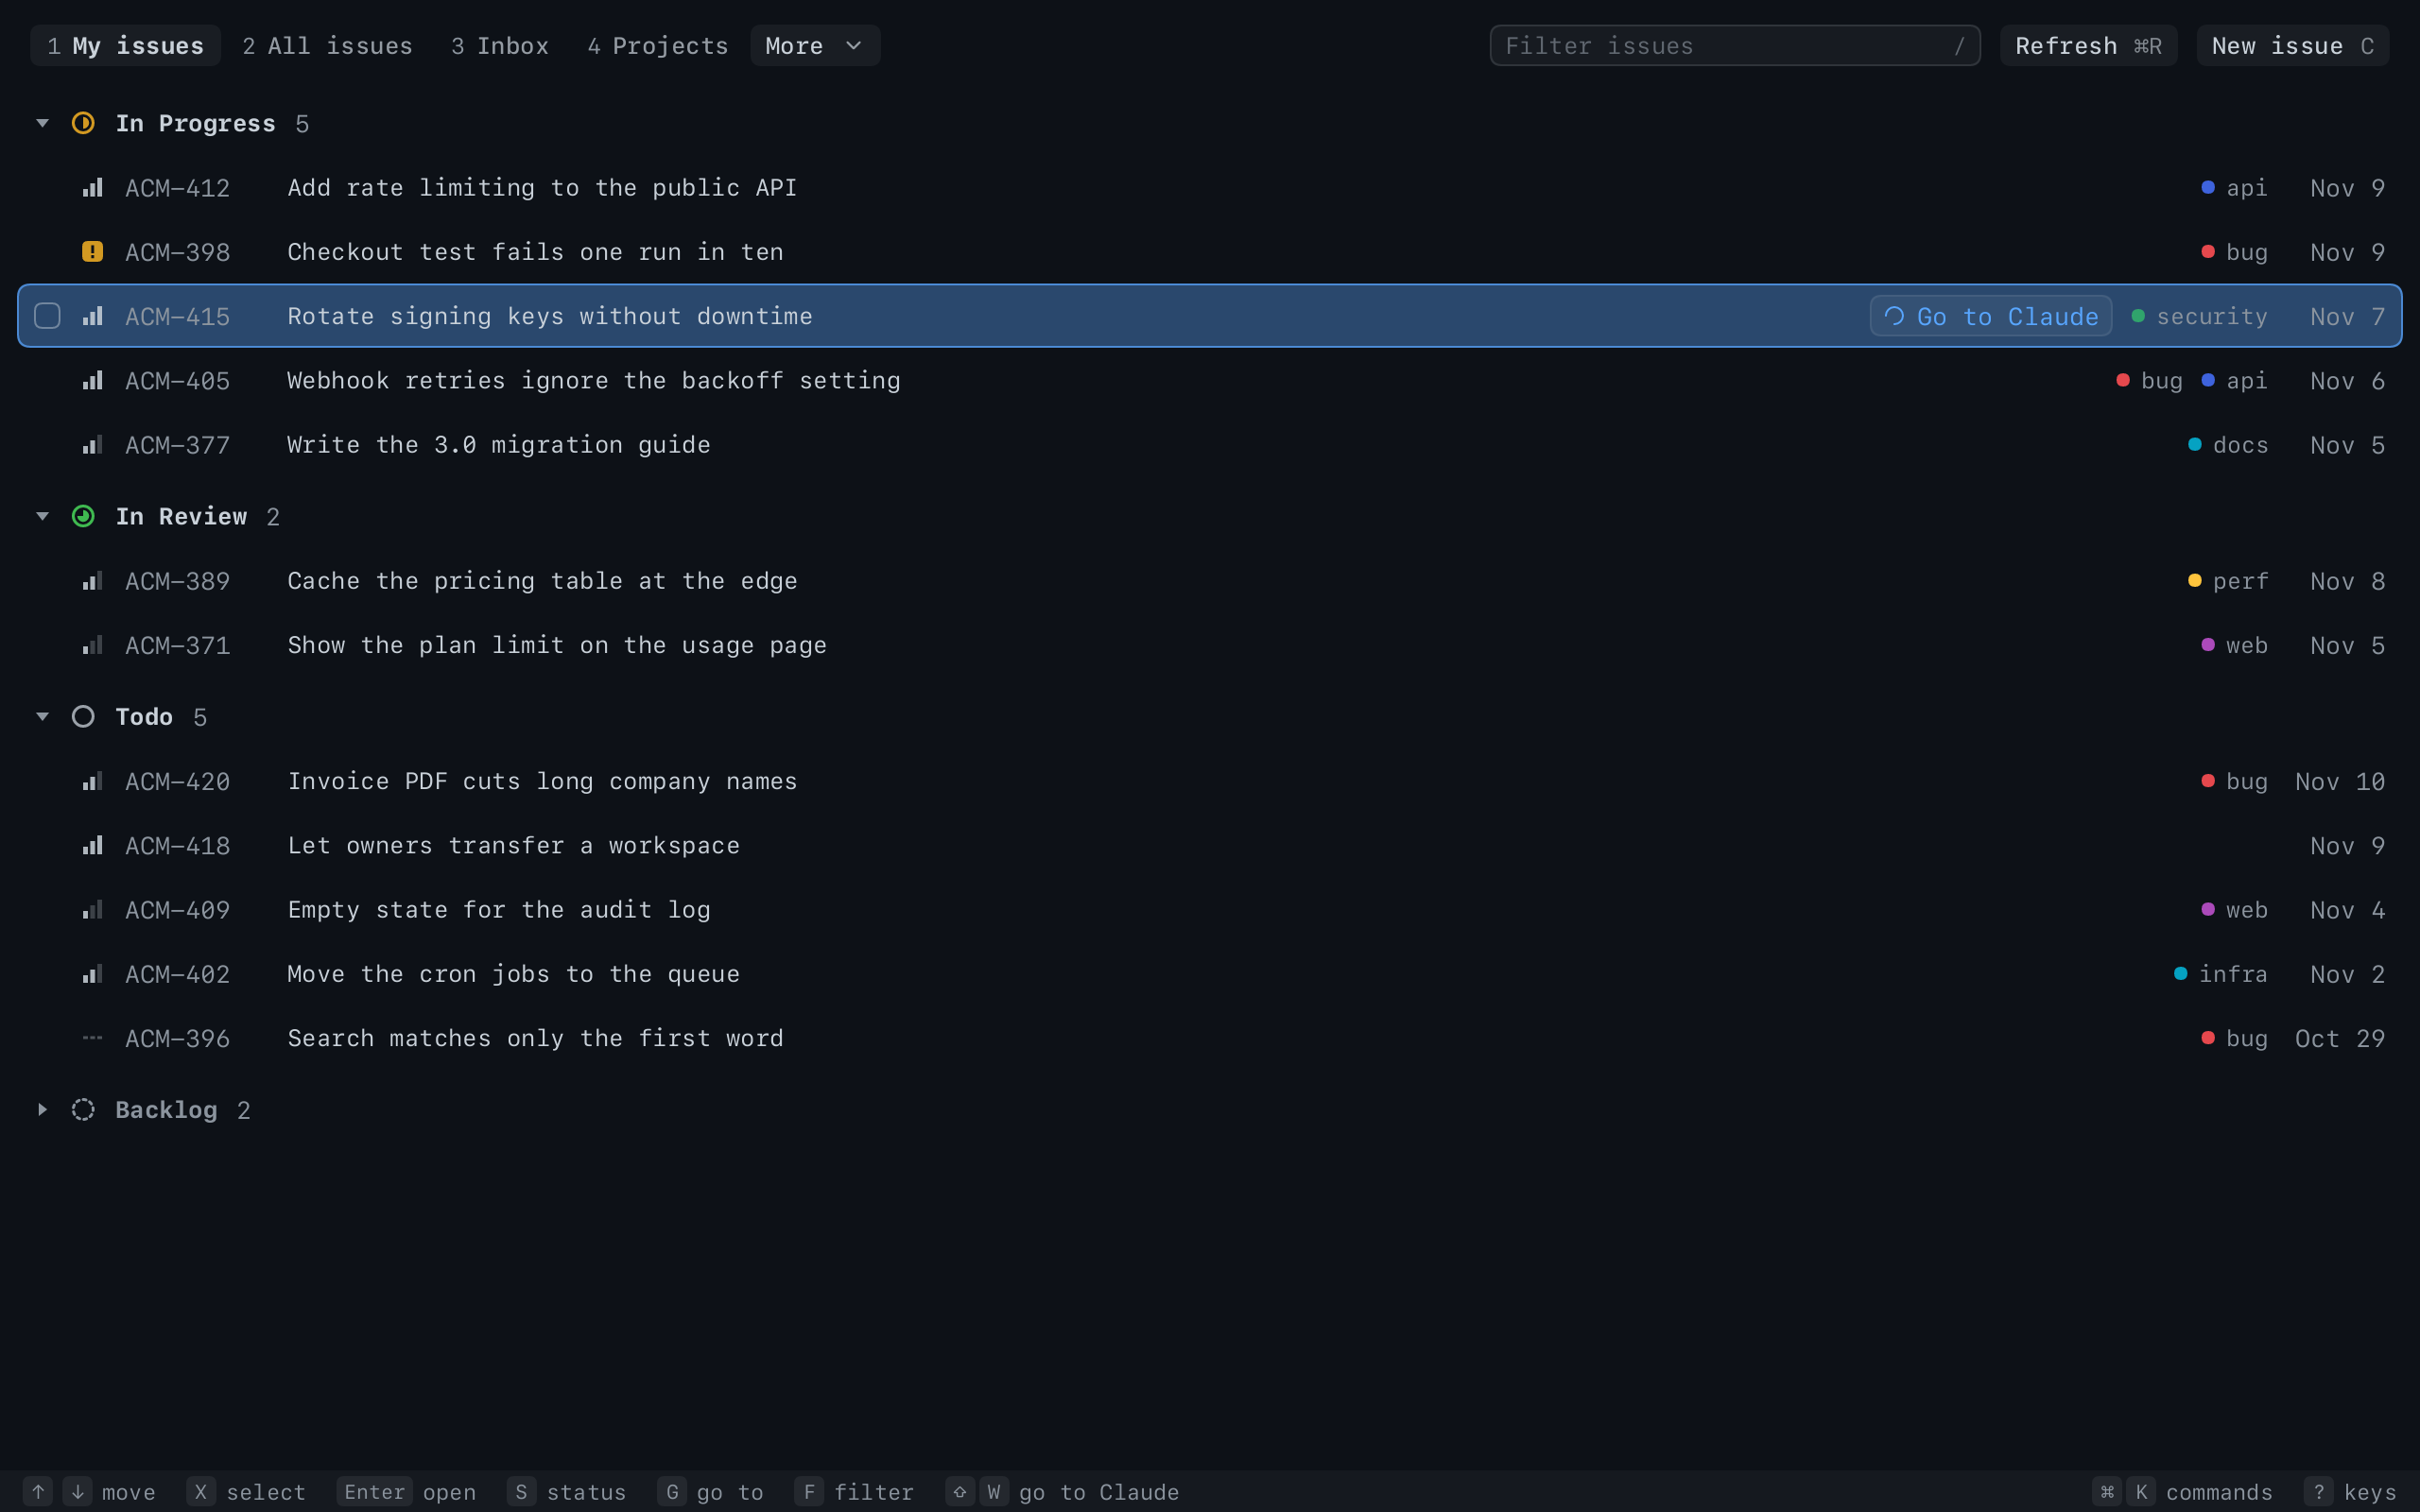 1 My issues 2 All issues 3 Inbox 4 Projects More Filter issues / Refresh ⌘R New issue C
In Progress 5
ACM-412 Add rate limiting to the public API api Nov 9
ACM-398 Checkout test fails one run in ten bug Nov 9
ACM-415 Rotate signing keys without downtime Go to Claude security Nov 7
ACM-405 Webhook retries ignore the backoff setting bug api Nov 6
ACM-377 Write the 3.0 migration guide docs Nov 5
In Review 2
ACM-389 Cache the pricing table at the edge perf Nov 8
ACM-371 Show the plan limit on the usage page web Nov 5
Todo 5
ACM-420 Invoice PDF cuts long company names bug Nov 10
ACM-418 Let owners transfer a workspace Nov 9
ACM-409 Empty state for the audit log web Nov 4
ACM-402 Move the cron jobs to the queue infra Nov 2
ACM-396 Search matches only the first word bug Oct 29
Backlog 2
↑ ↓ move X select Enter open S status G go to F filter ⇧ W go to Claude ⌘ K commands ? keys